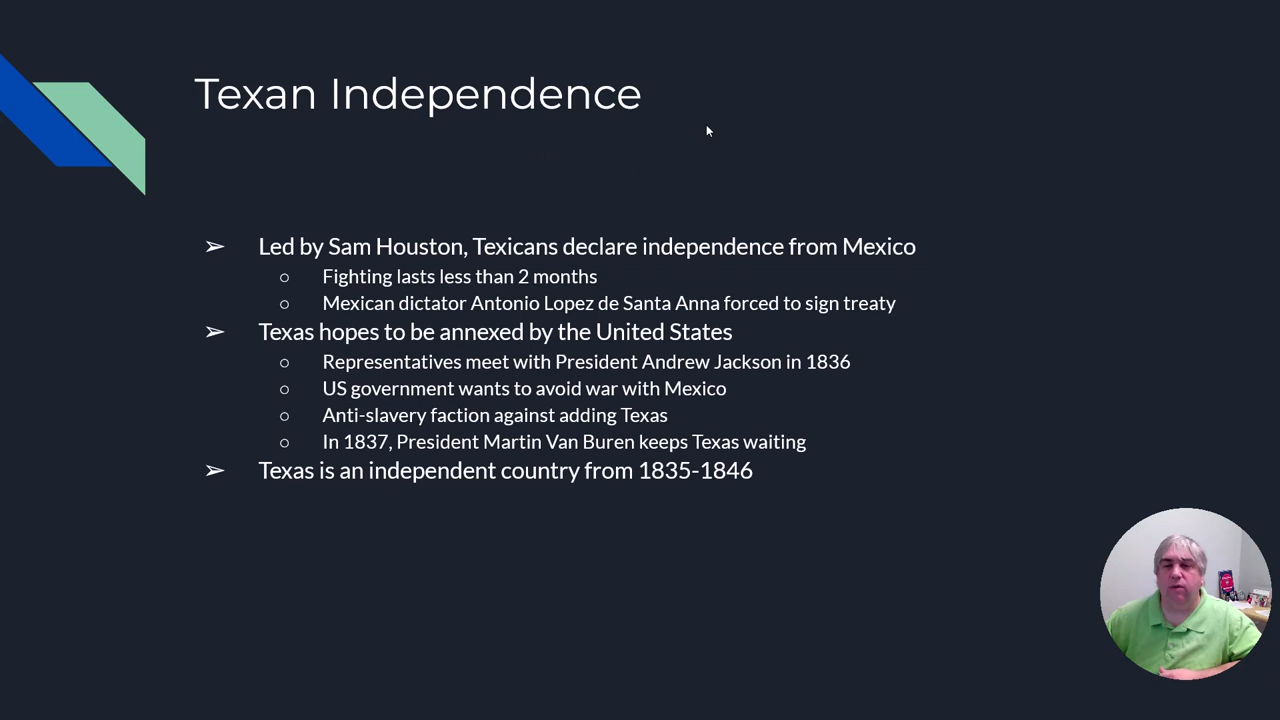 Texan Independence
➢ Led by Sam Houston, Texicans declare independence from Mexico
○ Fighting lasts less than 2 months
○ Mexican dictator Antonio Lopez de Santa Anna forced to sign treaty
➢ Texas hopes to be annexed by the United States
○ Representatives meet with President Andrew Jackson in 1836
○ US government wants to avoid war with Mexico
○ Anti-slavery faction against adding Texas
○ In 1837, President Martin Van Buren keeps Texas waiting
➢ Texas is an independent country from 1835-1846